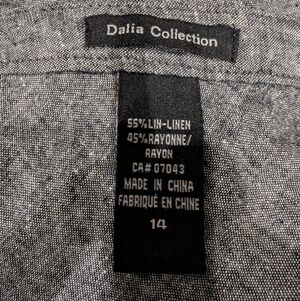 Dalia Collection
55%LIN-LINEN
45%RAYONNE/
RAYON
CA# 07043
MADE IN CHINA
FABRIQUÉ EN CHINE
14